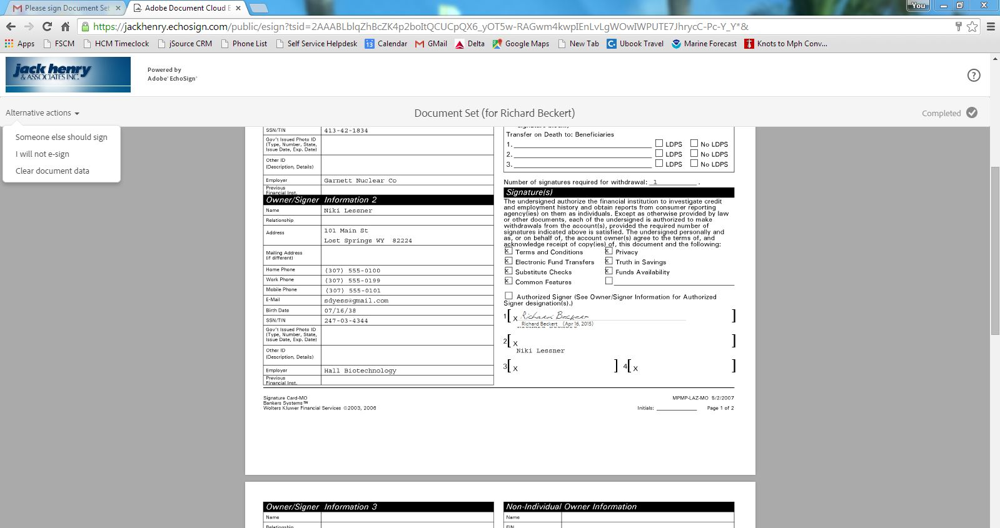 Please sign Document Set
Adobe Document Cloud E
You
https://jackhenry.echosign.com/public/esign?tsid=2AAABLblqZhBcZK4p2boItQCUCpQX6_yOT5w-RAGwm4kwpIEnLvLgWOwIWPUTE7JhrycC-Pc-Y_Y*&
Apps FSCM HCM Timeclock jSource CRM Phone List Self Service Helpdesk 13 Calendar GMail Delta Google Maps New Tab Ubook Travel Marine Forecast Knots to Mph Conv...
jack henry
& ASSOCIATES INC.
Powered by
Adobe® EchoSign®
?
Alternative actions
Document Set (for Richard Beckert)
Completed
Someone else should sign
I will not e-sign
Clear document data
SSN/TIN 413-42-1834
Gov't Issued Photo ID
(Type, Number, State,
Issue Date, Exp. Date)
Other ID
(Description, Details)
Employer Garnett Nuclear Co
Previous
Financial Inst.
Owner/Signer Information 2
Name Niki Lessner
Relationship
Address 101 Main St
Lost Springs WY 82224
Mailing Address
(if different)
Home Phone (307) 555-0100
Work Phone (307) 555-0199
Mobile Phone (307) 555-0101
E-Mail sdyess@gmail.com
Birth Date 07/16/38
SSN/TIN 247-03-4344
Gov't Issued Photo ID
(Type, Number, State,
Issue Date, Exp. Date)
Other ID
(Description, Details)
Employer Hall Biotechnology
Previous
Financial Inst.
Signature Card-MO
Bankers Systems™
Wolters Kluwer Financial Services ©2003, 2006
Transfer on Death to: Beneficiaries
1. LDPS No LDPS
2. LDPS No LDPS
3. LDPS No LDPS
Number of signatures required for withdrawal: 1 .
Signature(s)
The undersigned authorize the financial institution to investigate credit
and employment history and obtain reports from consumer reporting
agency(ies) on them as individuals. Except as otherwise provided by law
or other documents, each of the undersigned is authorized to make
withdrawals from the account(s), provided the required number of
signatures indicated above is satisfied. The undersigned personally and
as, or on behalf of, the account owner(s) agree to the terms of, and
acknowledge receipt of copy(ies) of, this document and the following:
x Terms and Conditions x Privacy
x Electronic Fund Transfers x Truth in Savings
x Substitute Checks x Funds Availability
x Common Features
Authorized Signer (See Owner/Signer Information for Authorized
Signer designation(s).)
1 [ X Richard Beckert ]
Richard Beckert (Apr 16, 2015)
2 [ X ]
Niki Lessner
3 [ X ] 4 [ X ]
MPMP-LAZ-MO 5/2/2007
Initials: Page 1 of 2
Owner/Signer Information 3
Name
Relationship
Non-Individual Owner Information
Name
EIN